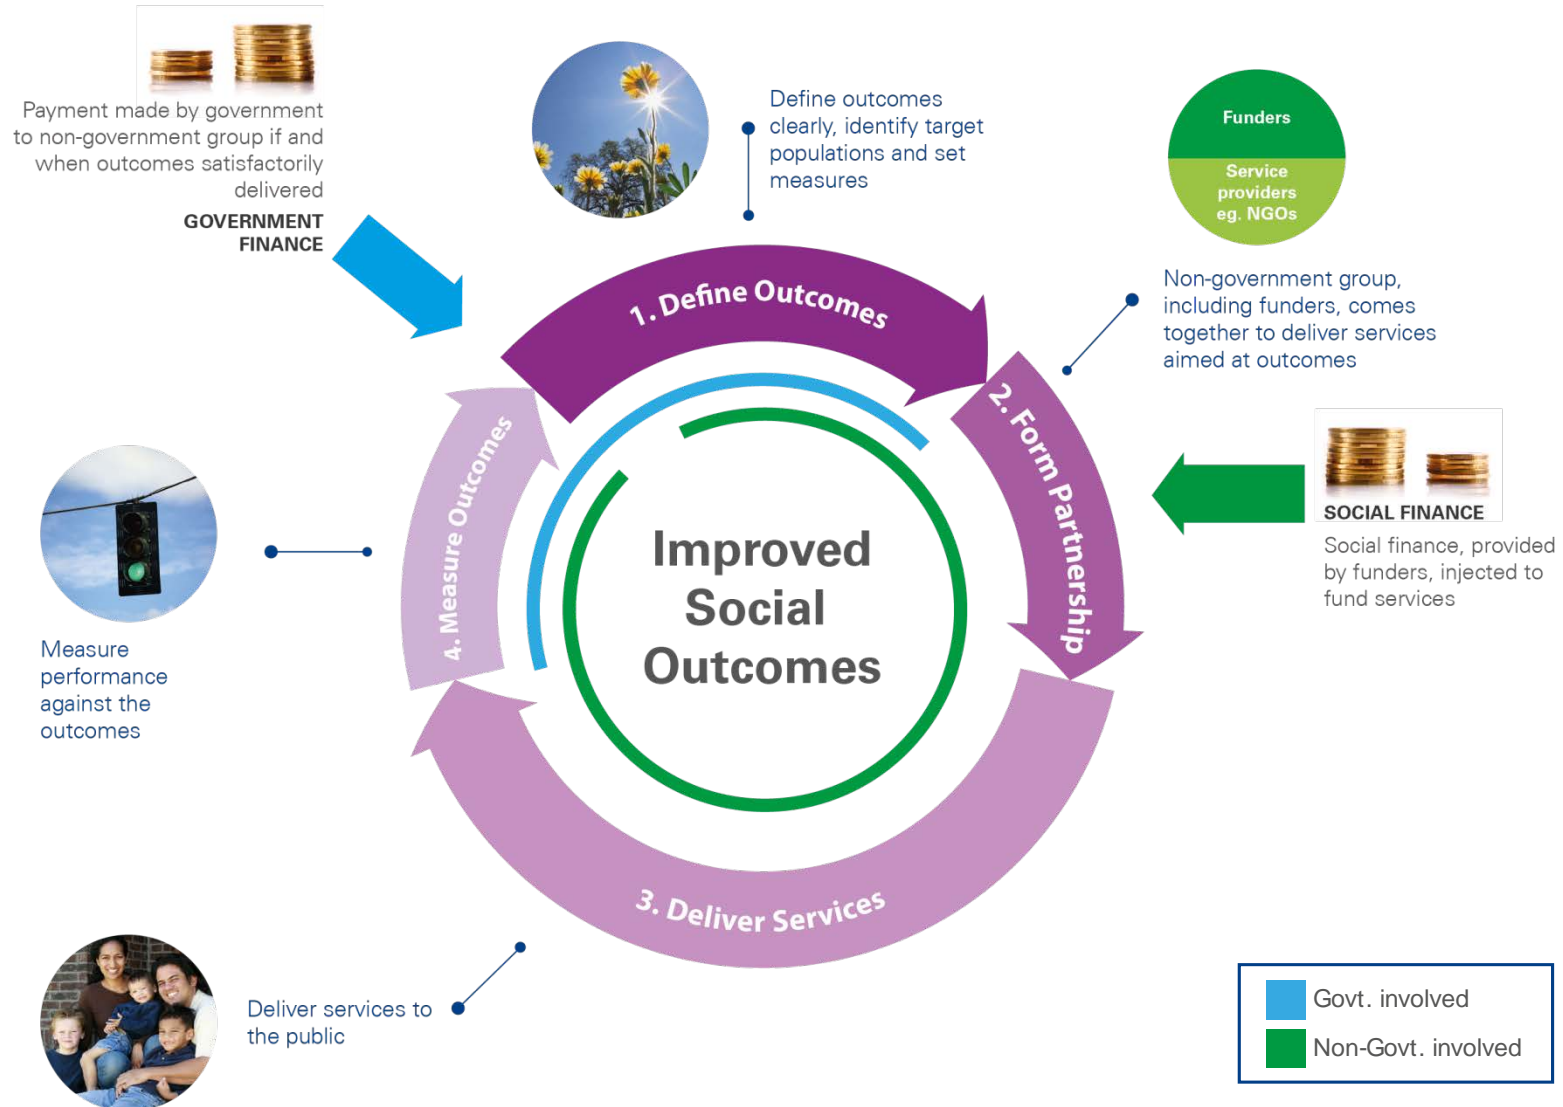 Payment made by government
to non-government group if and
when outcomes satisfactorily
delivered
GOVERNMENT
FINANCE
Define outcomes
clearly, identify target
populations and set
measures
Funders
Service
providers
eg. NGOs
Non-government group,
including funders, comes
together to deliver services
aimed at outcomes
1. Define Outcomes
2. Form Partnership
SOCIAL FINANCE
Social finance, provided
by funders, injected to
fund services
3. Deliver Services
4. Measure Outcomes
Improved
Social
Outcomes
Measure
performance
against the
outcomes
Deliver services to
the public
Govt. involved
Non-Govt. involved